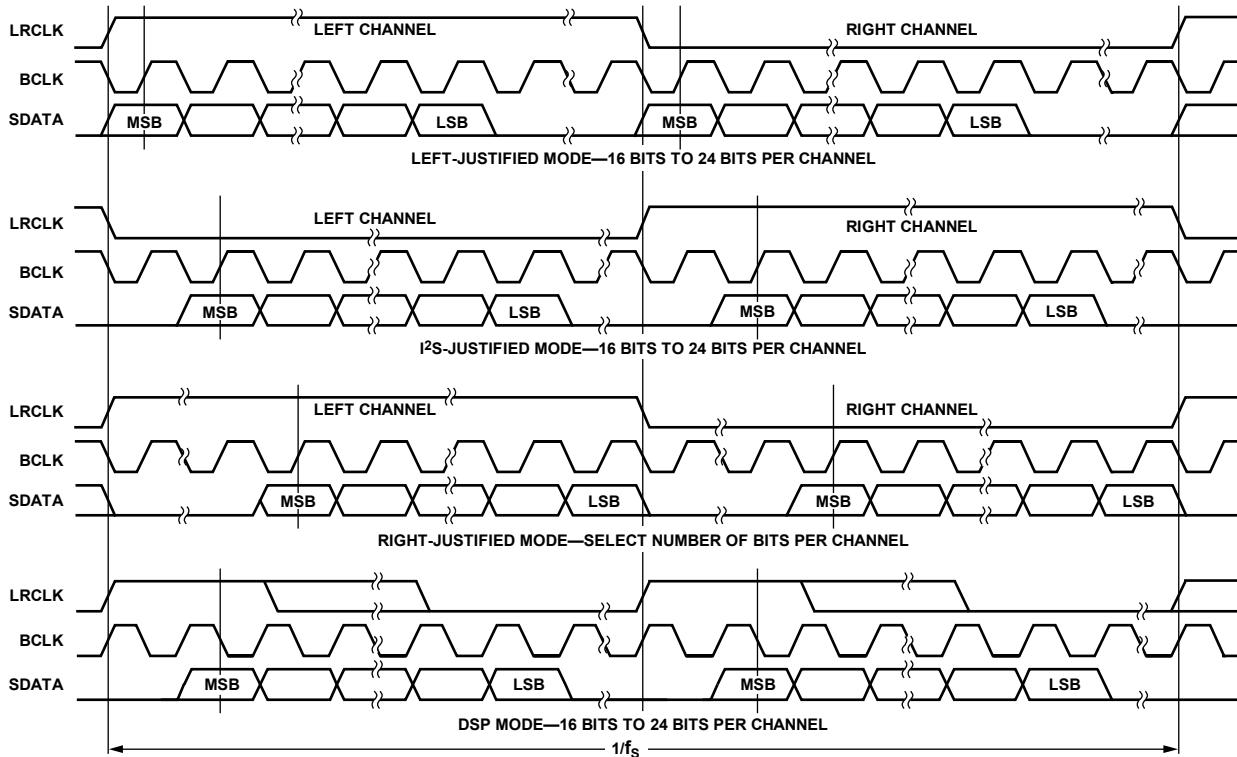 LRCLK LEFT CHANNEL RIGHT CHANNEL
BCLK
SDATA MSB LSB MSB LSB
LEFT-JUSTIFIED MODE—16 BITS TO 24 BITS PER CHANNEL
LRCLK LEFT CHANNEL RIGHT CHANNEL
BCLK
SDATA MSB LSB MSB LSB
I²S-JUSTIFIED MODE—16 BITS TO 24 BITS PER CHANNEL
LRCLK LEFT CHANNEL RIGHT CHANNEL
BCLK
SDATA MSB LSB MSB LSB
RIGHT-JUSTIFIED MODE—SELECT NUMBER OF BITS PER CHANNEL
LRCLK
BCLK
SDATA MSB LSB MSB LSB
DSP MODE—16 BITS TO 24 BITS PER CHANNEL
1/fS